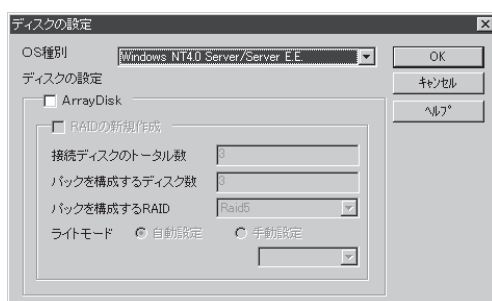 ディスクの設定
OS種別 Windows NT4.0 Server/Server E.E.
OK
ディスクの設定
キャンセル
ArrayDisk
ヘルプ
RAIDの新規作成
接続ディスクのトータル数 3
パックを構成するディスク数 3
パックを構成するRAID Raid5
ライトモード 自動設定 手動設定